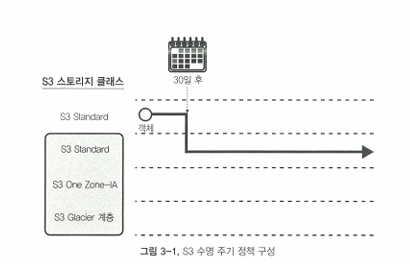 30일 후
S3 스토리지 클래스
S3 Standard
객체
S3 Standard
S3 One Zone-IA
S3 Glacier 계층
그림 3-1. S3 수명 주기 정책 구성